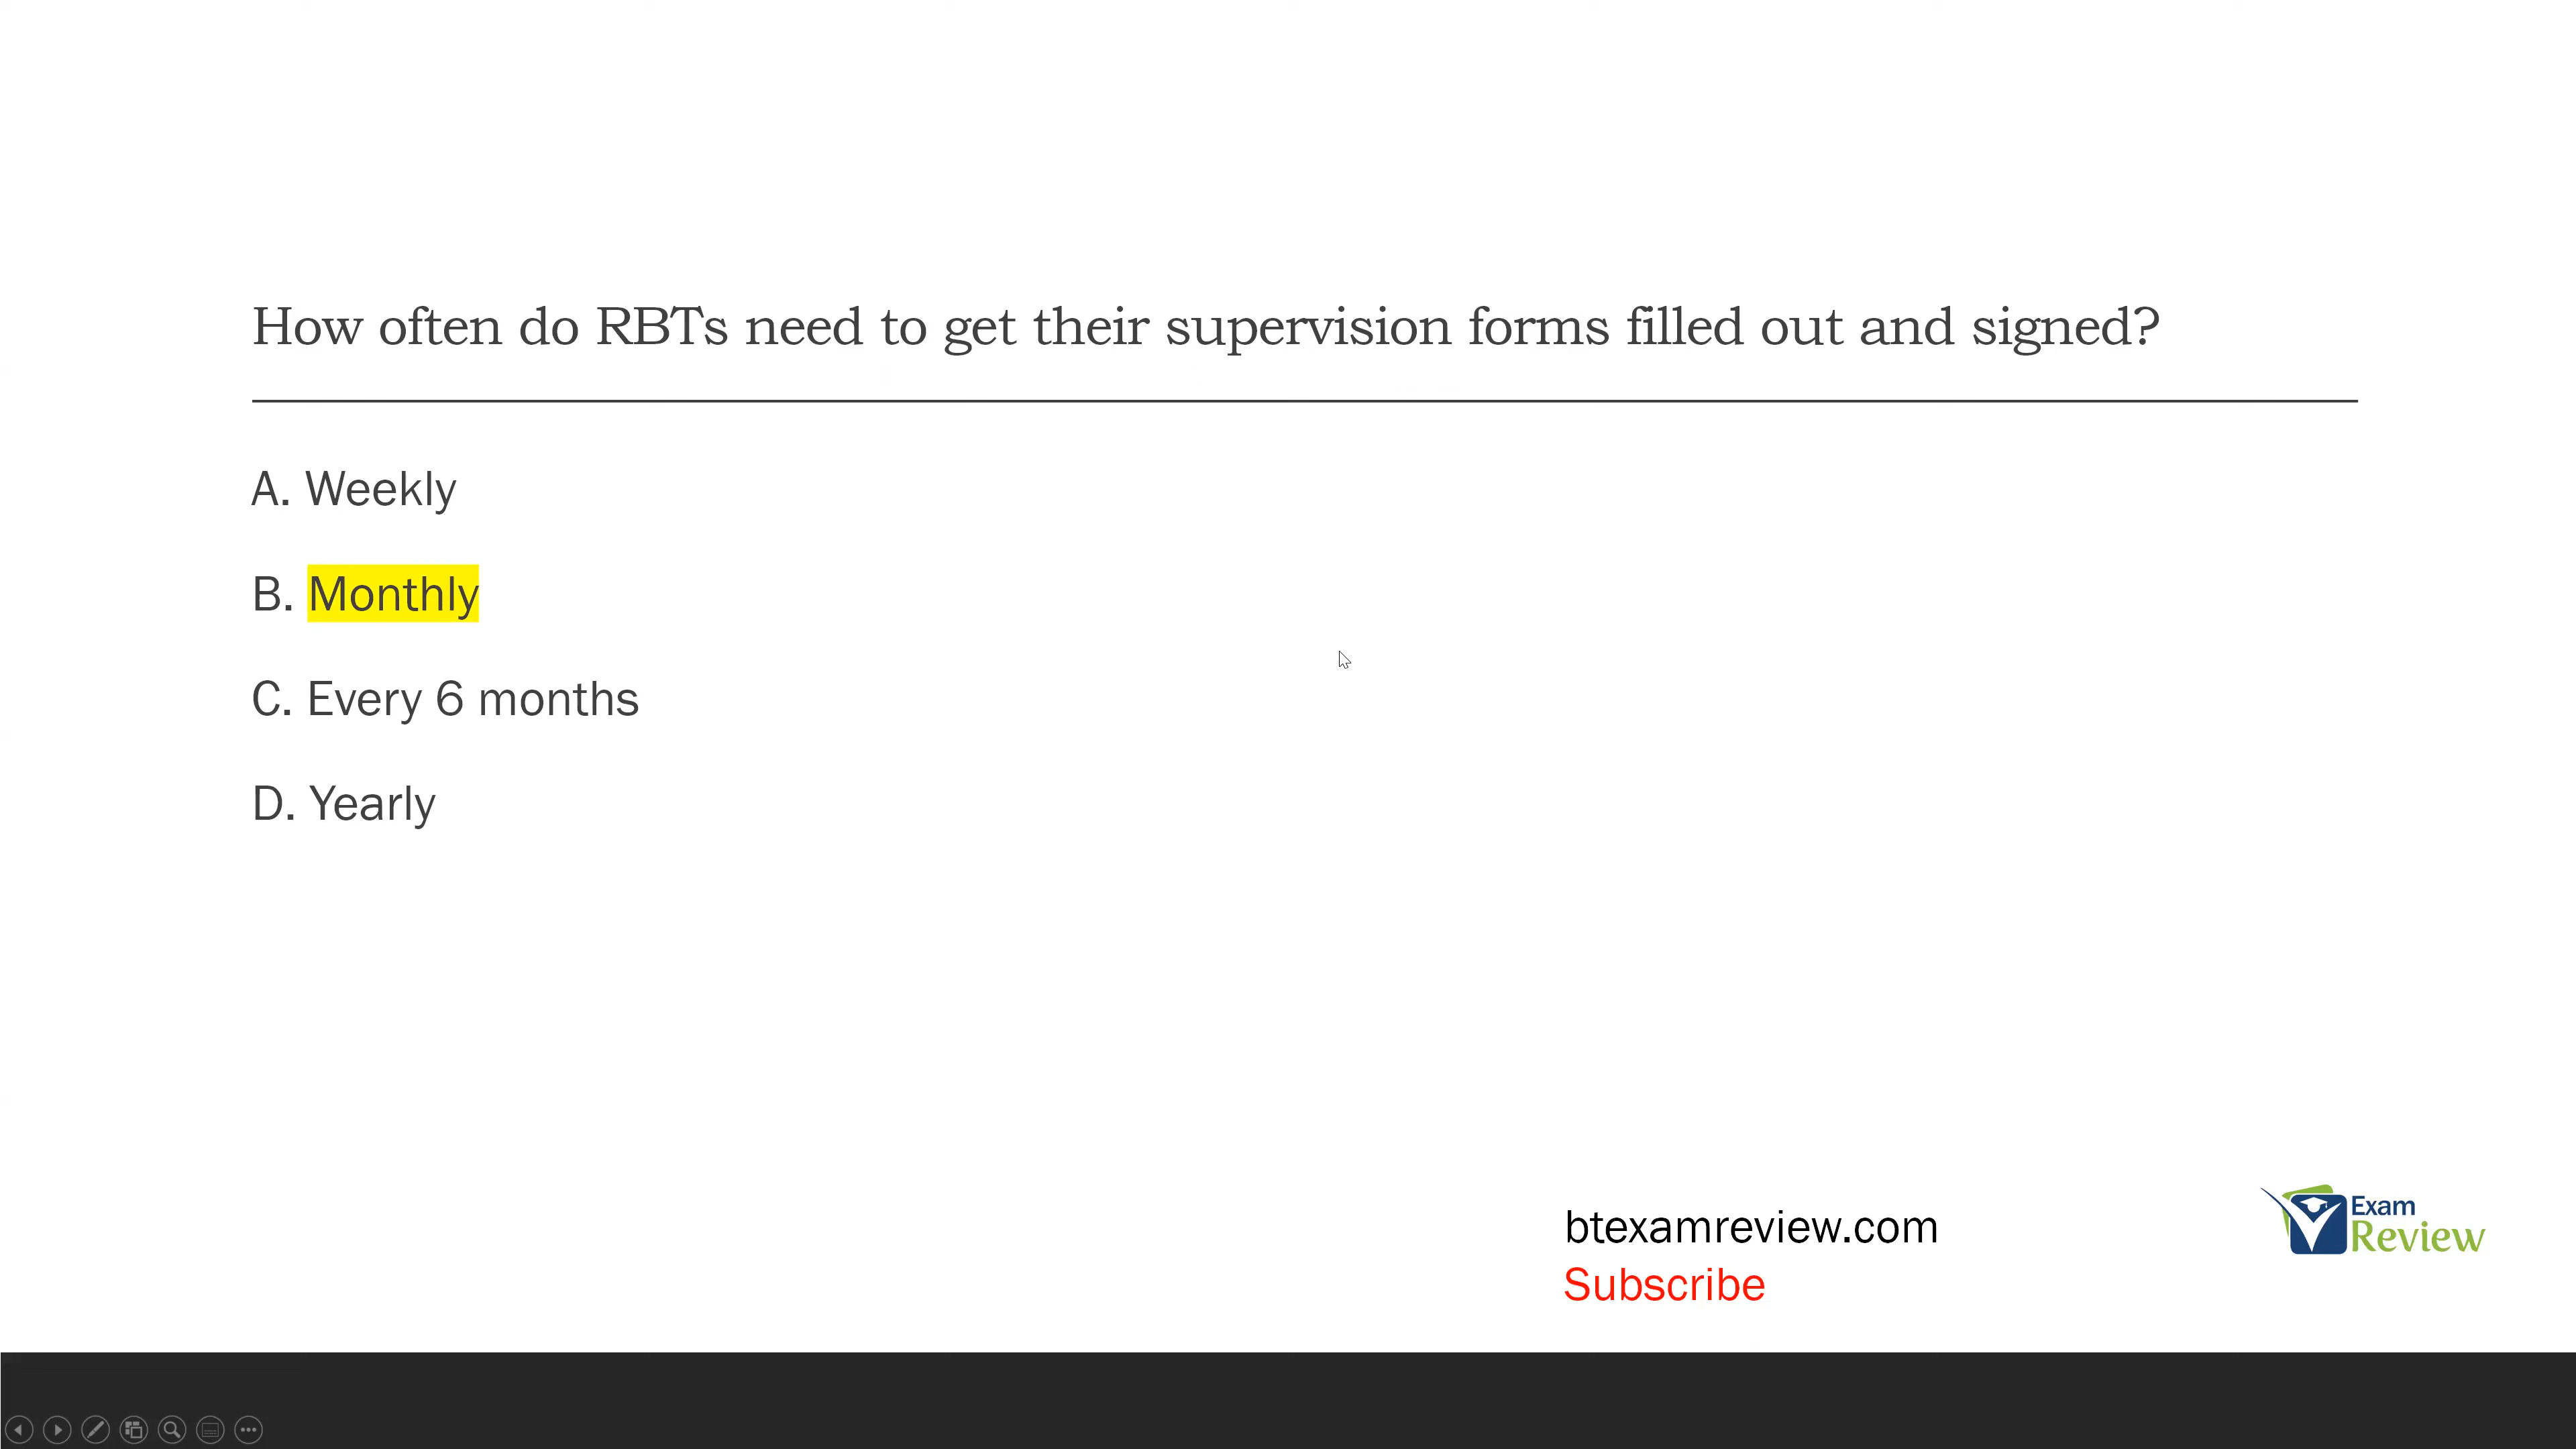 How often do RBTs need to get their supervision forms filled out and signed?
A. Weekly
B. Monthly
C. Every 6 months
D. Yearly
btexamreview.com
Subscribe
Exam
Review